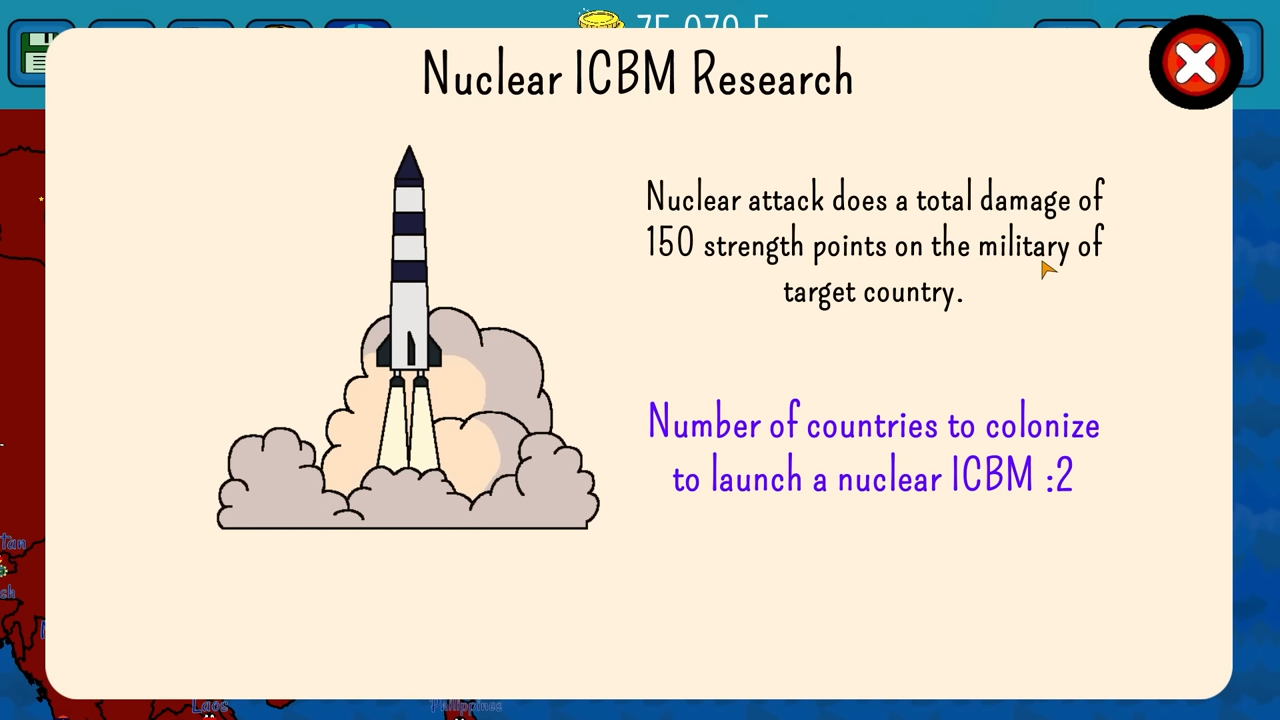 Nuclear ICBM Research
Nuclear attack does a total damage of
150 strength points on the military of
target country.
Number of countries to colonize
to launch a nuclear ICBM :2
Laos
Philippines